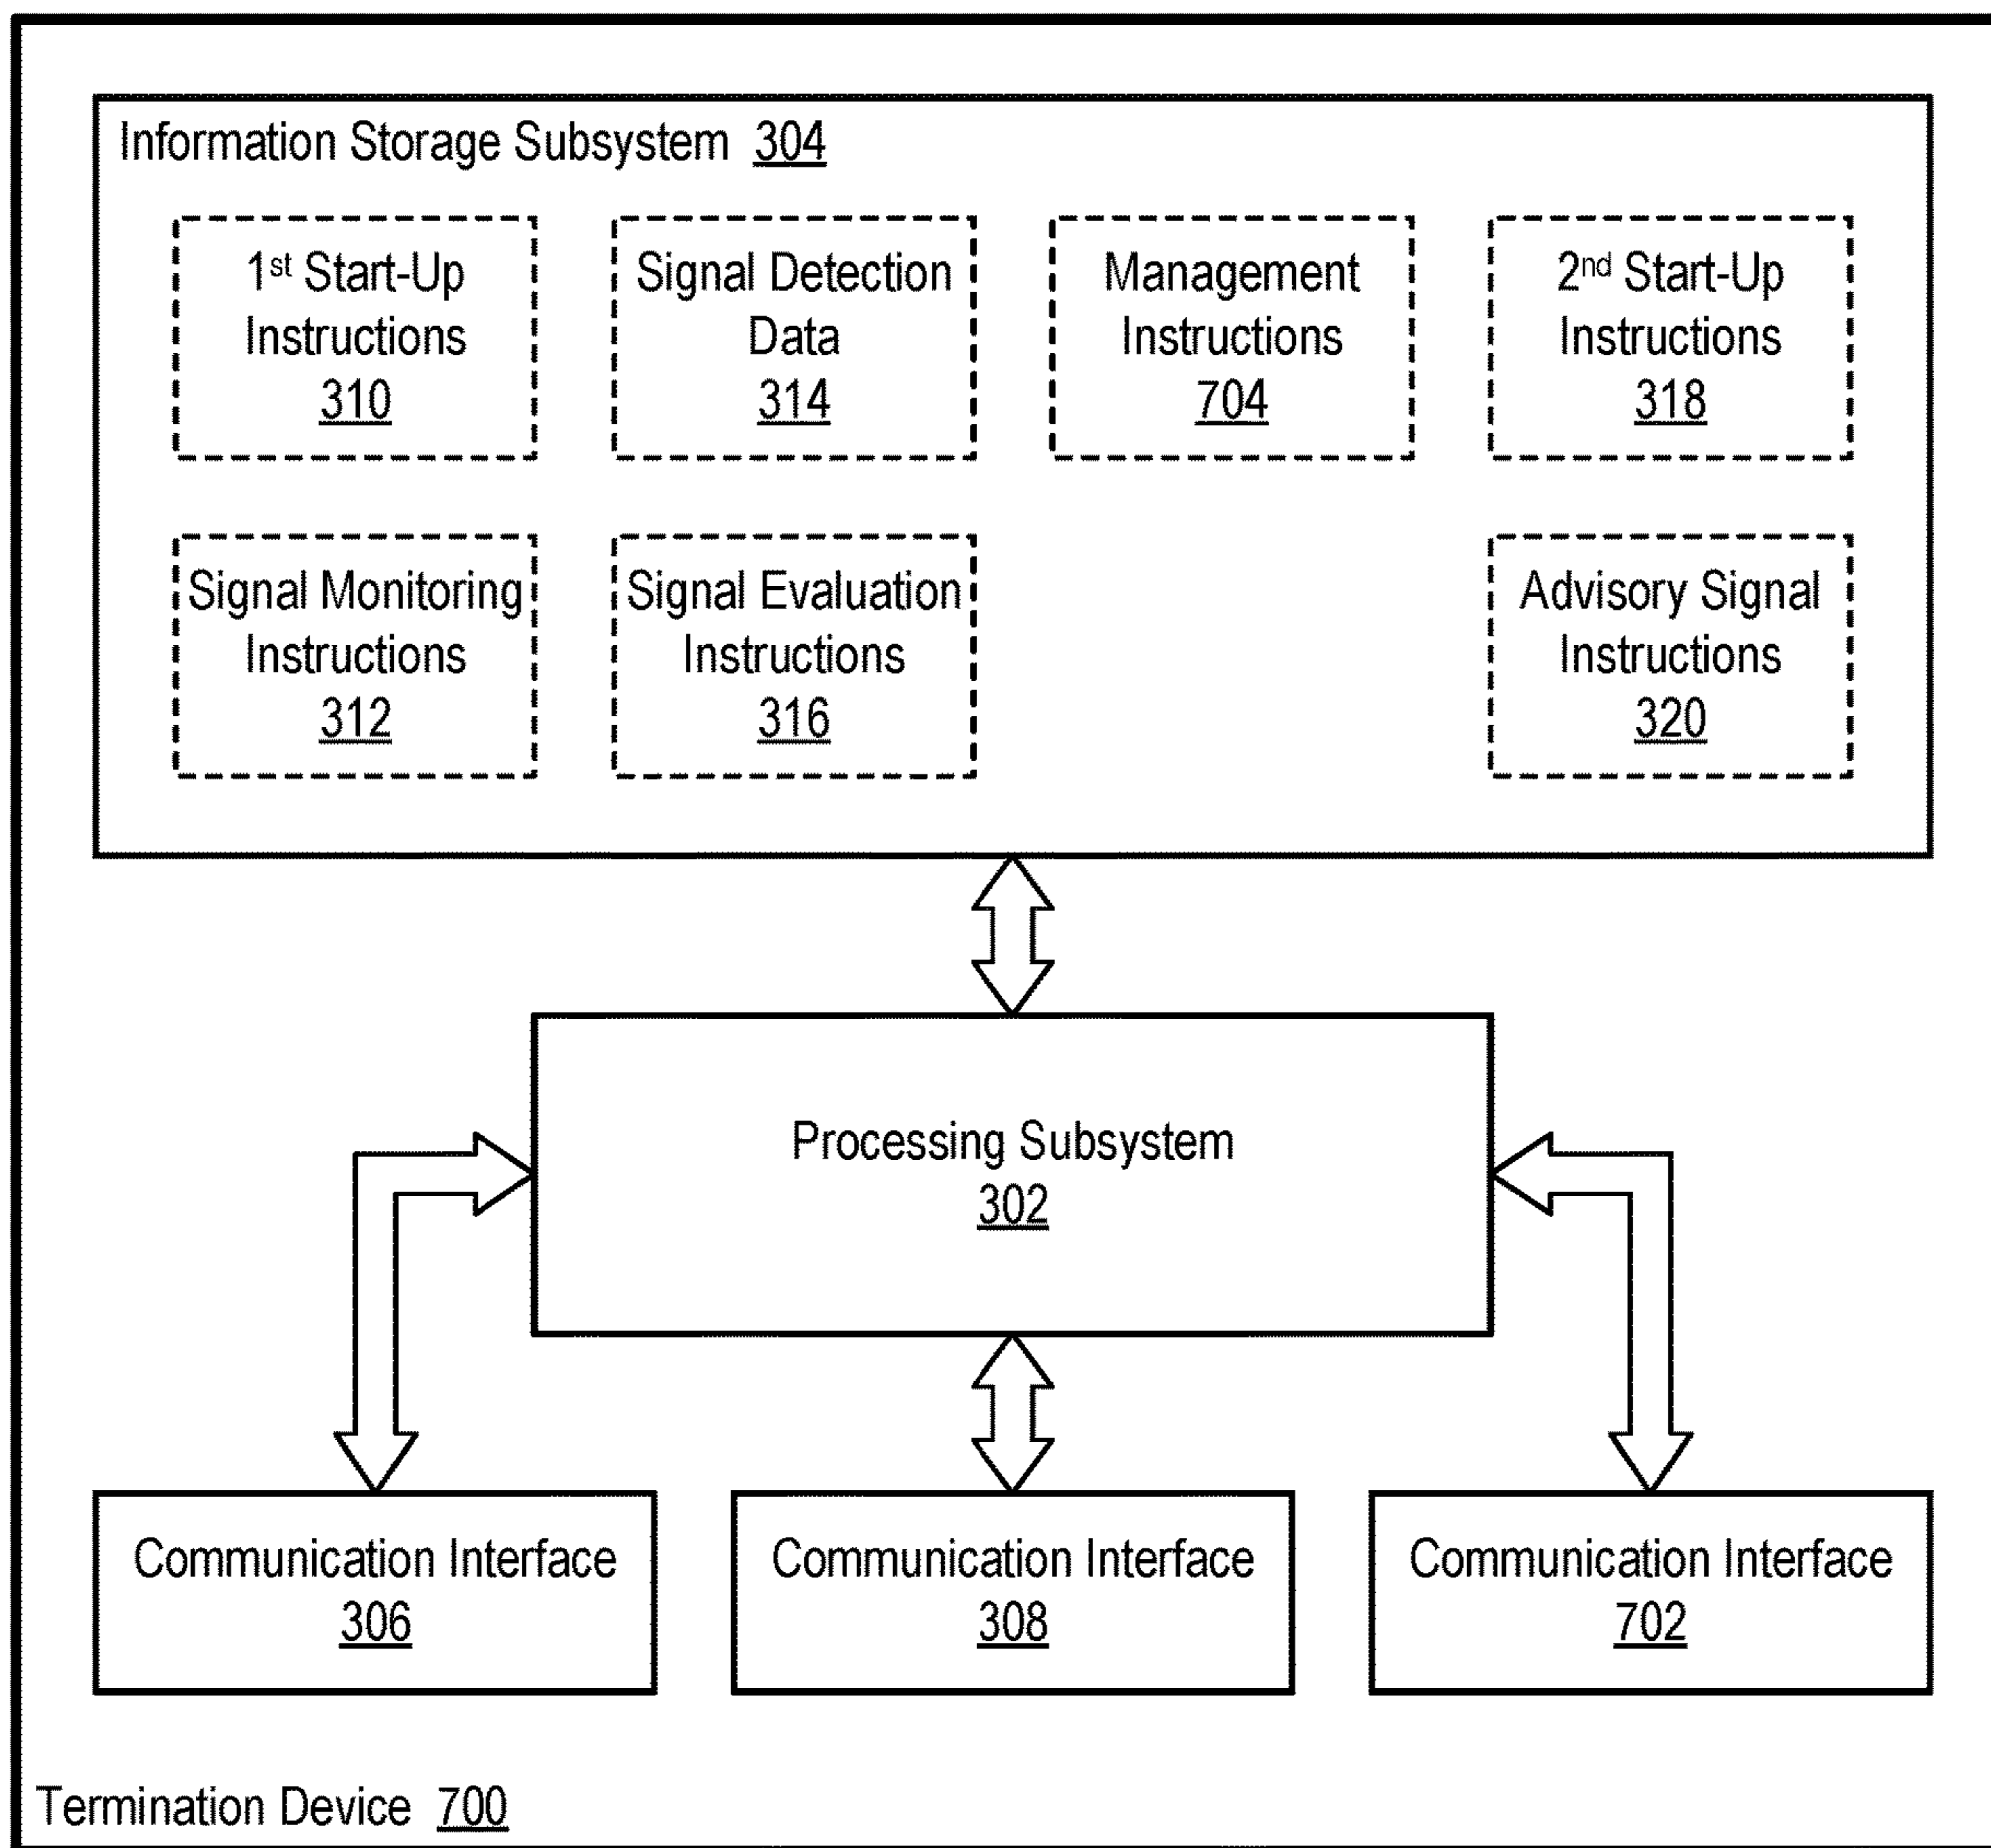 Information Storage Subsystem 304
1st Start-Up
Instructions
310
Signal Detection
Data
314
Management
Instructions
704
2nd Start-Up
Instructions
318
Signal Monitoring
Instructions
312
Signal Evaluation
Instructions
316
Advisory Signal
Instructions
320
Processing Subsystem
302
Communication Interface
306
Communication Interface
308
Communication Interface
702
Termination Device 700